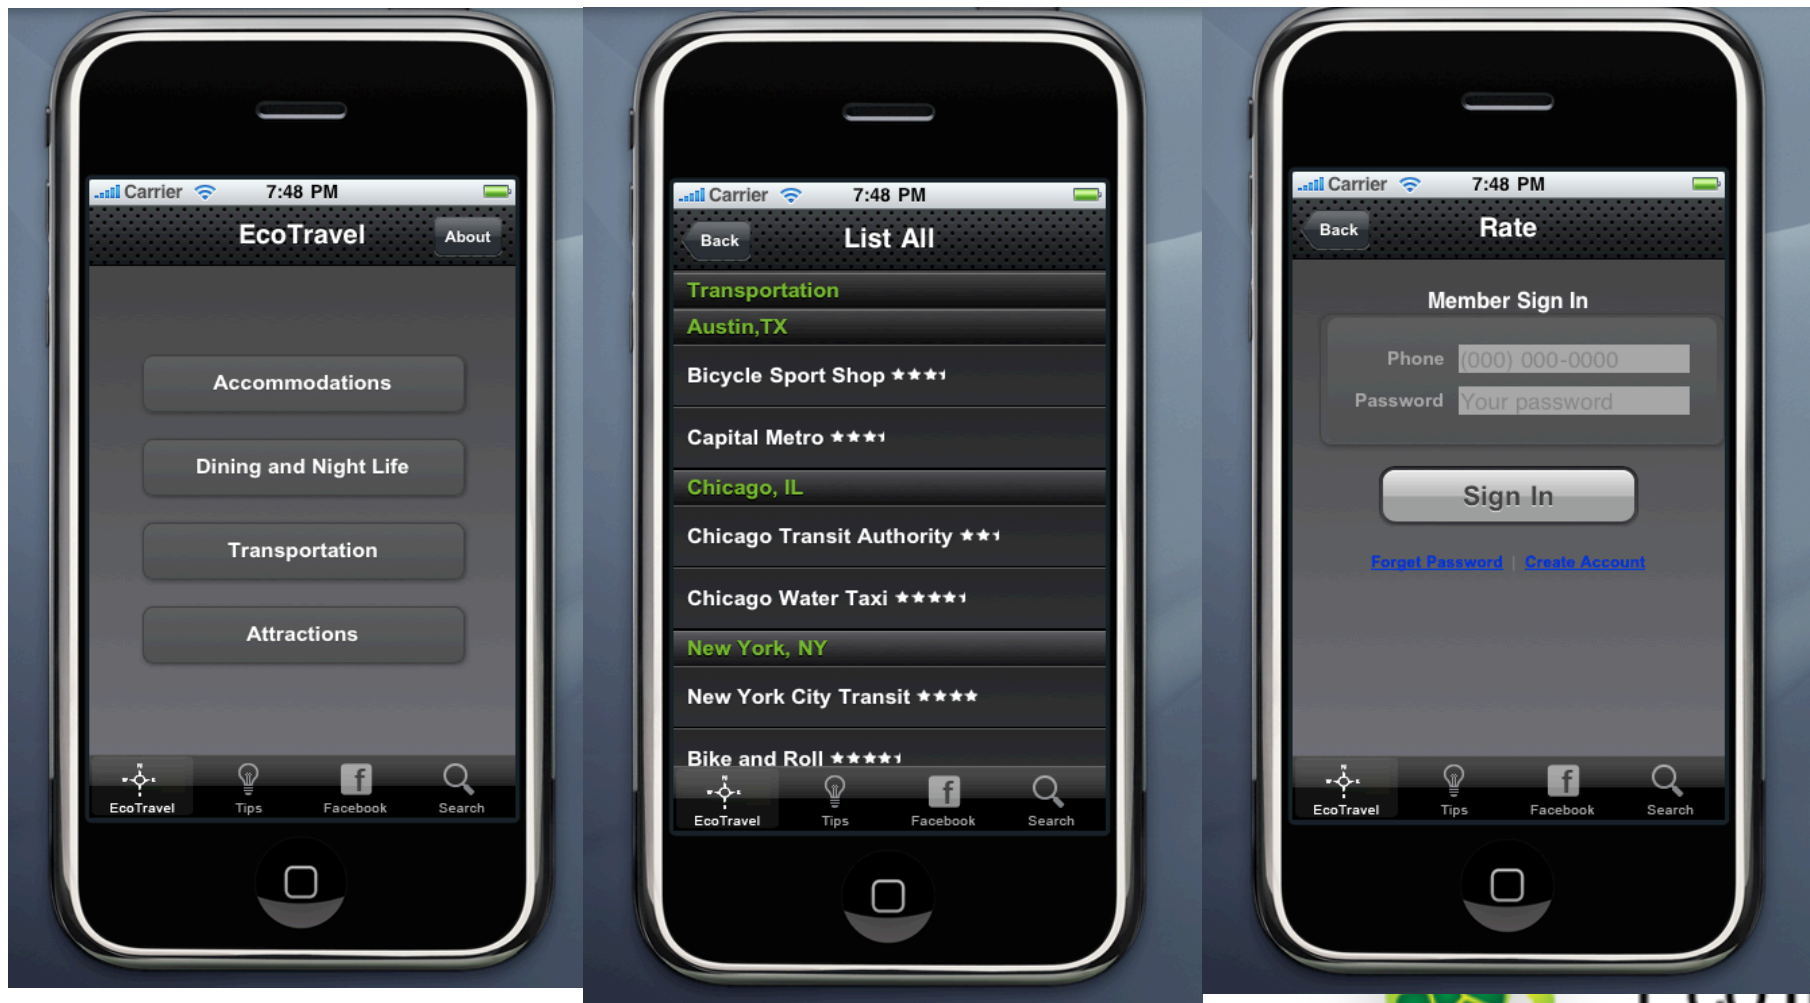 Carrier 7:48 PM
EcoTravel About
Accommodations
Dining and Night Life
Transportation
Attractions
EcoTravel Tips Facebook Search
Carrier 7:48 PM
Back List All
Transportation
Austin,TX
Bicycle Sport Shop
Capital Metro
Chicago, IL
Chicago Transit Authority
Chicago Water Taxi
New York, NY
New York City Transit
Bike and Roll
EcoTravel Tips Facebook Search
Carrier 7:48 PM
Back Rate
Member Sign In
Phone (000) 000-0000
Password Your password
Sign In
Forget Password | Create Account
EcoTravel Tips Facebook Search